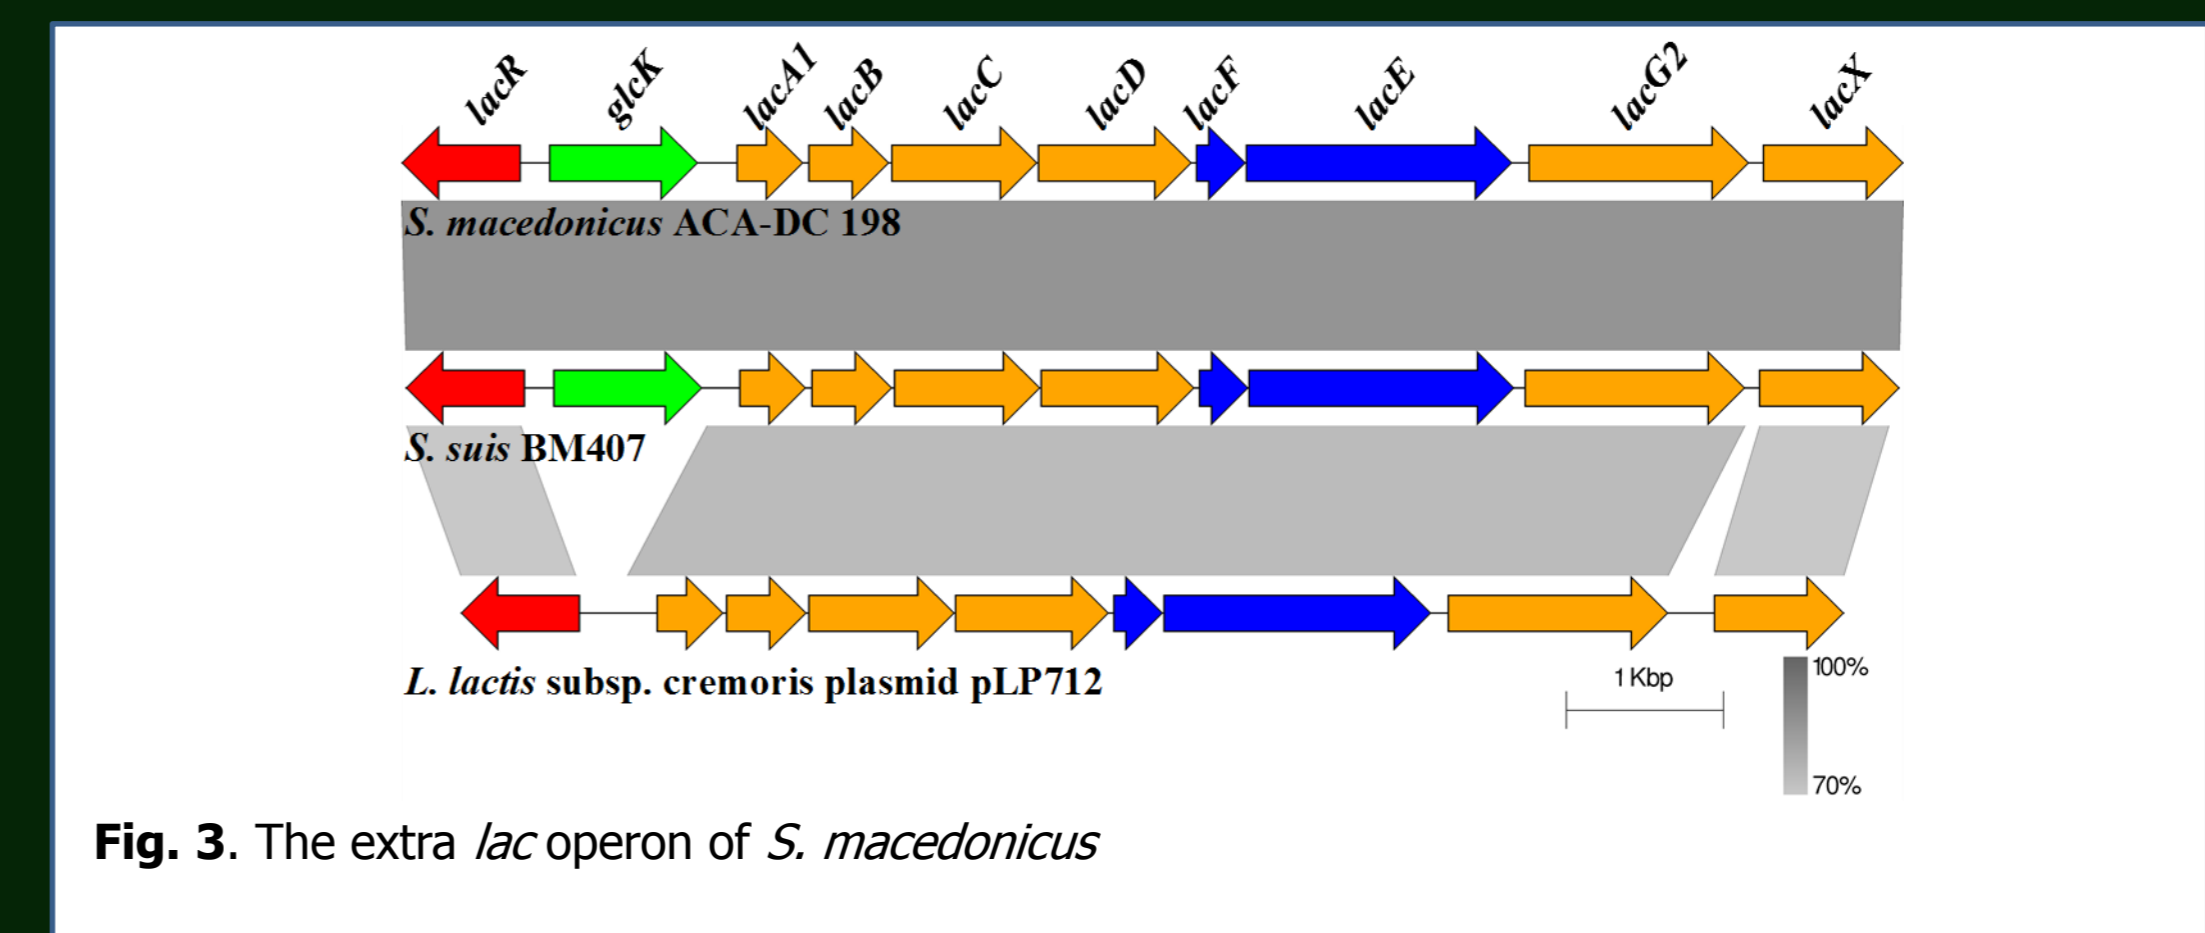 lacR glcK lacA1 lacB lacC lacD lacF lacE lacG2 lacX
S. macedonicus ACA-DC 198
S. suis BM407
L. lactis subsp. cremoris plasmid pLP712
1 Kbp
100%
70%
Fig. 3. The extra lac operon of S. macedonicus